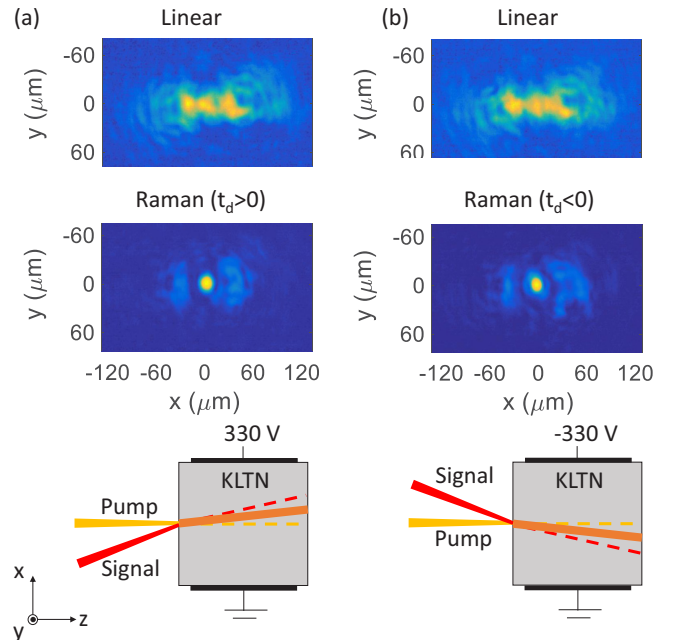 (a)
Linear
-60
0
60
y (μm)
Raman (t_d>0)
-60
0
60
y (μm)
-120 -60 0 60 120
x (μm)
330 V
KLTN
Pump
Signal
x
y
z
(b)
Linear
-60
0
60
y (μm)
Raman (t_d<0)
-60
0
60
y (μm)
-120 -60 0 60 120
x (μm)
-330 V
KLTN
Signal
Pump